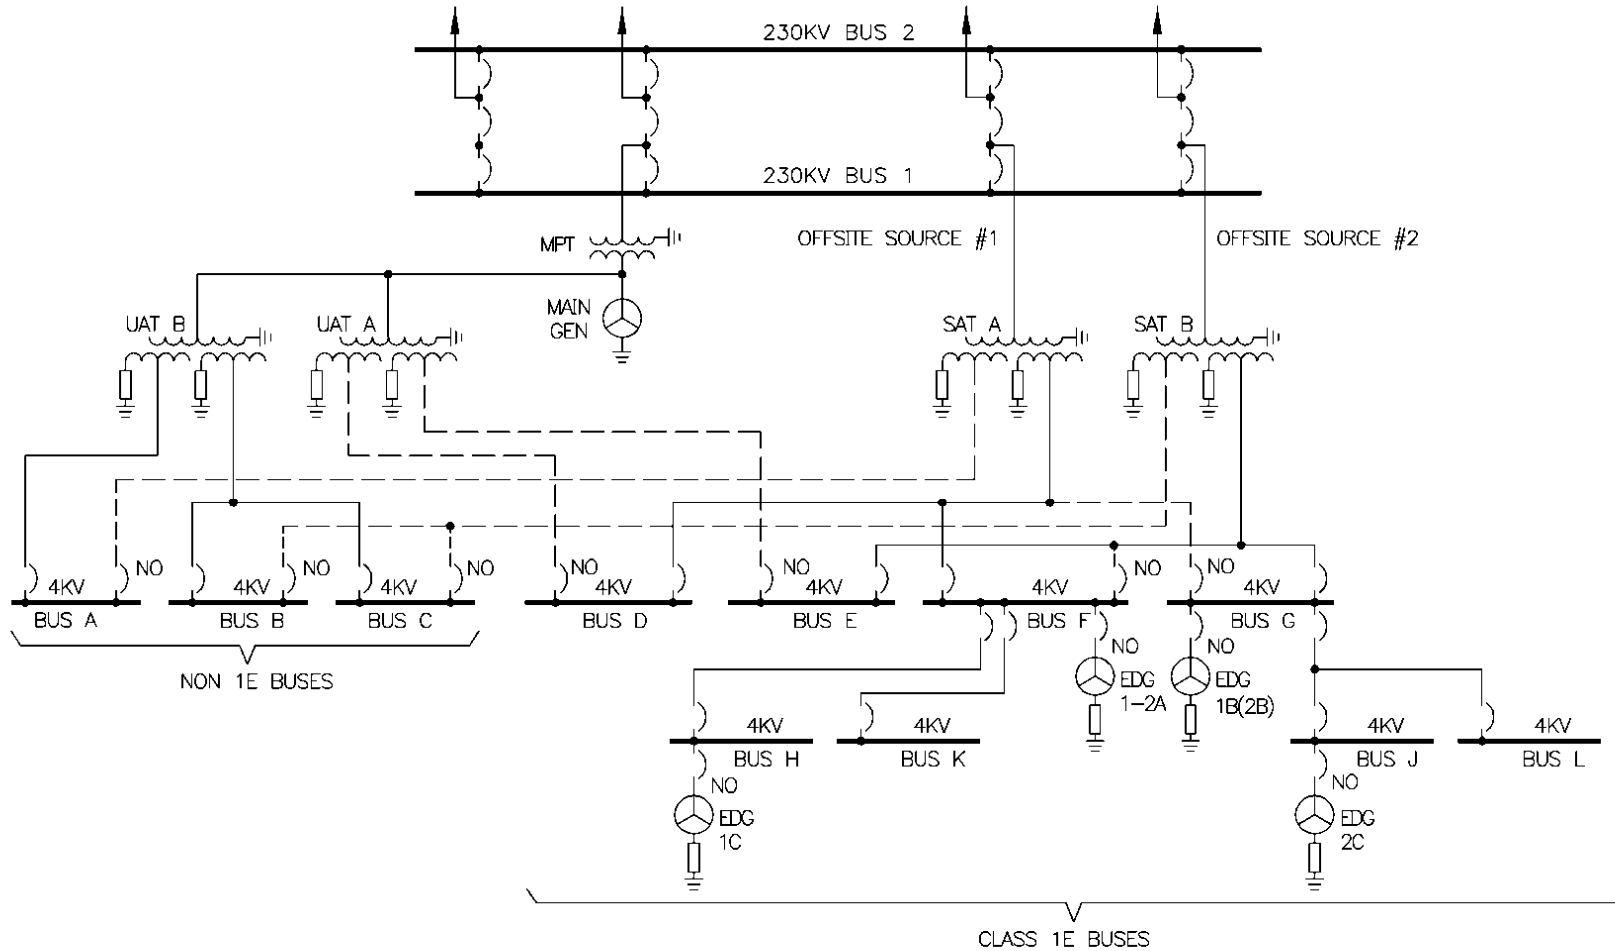 230KV BUS 2
230KV BUS 1
MPT
OFFSITE SOURCE #1
OFFSITE SOURCE #2
MAIN
GEN
UAT B
UAT A
SAT A
SAT B
NO
NO
NO
NO
NO
NO
NO
4KV
4KV
4KV
4KV
4KV
4KV
4KV
BUS A
BUS B
BUS C
BUS D
BUS E
BUS F
BUS G
NON 1E BUSES
NO
NO
EDG
1-2A
EDG
1B(2B)
4KV
4KV
4KV
4KV
BUS H
BUS K
BUS J
BUS L
NO
NO
EDG
1C
EDG
2C
CLASS 1E BUSES